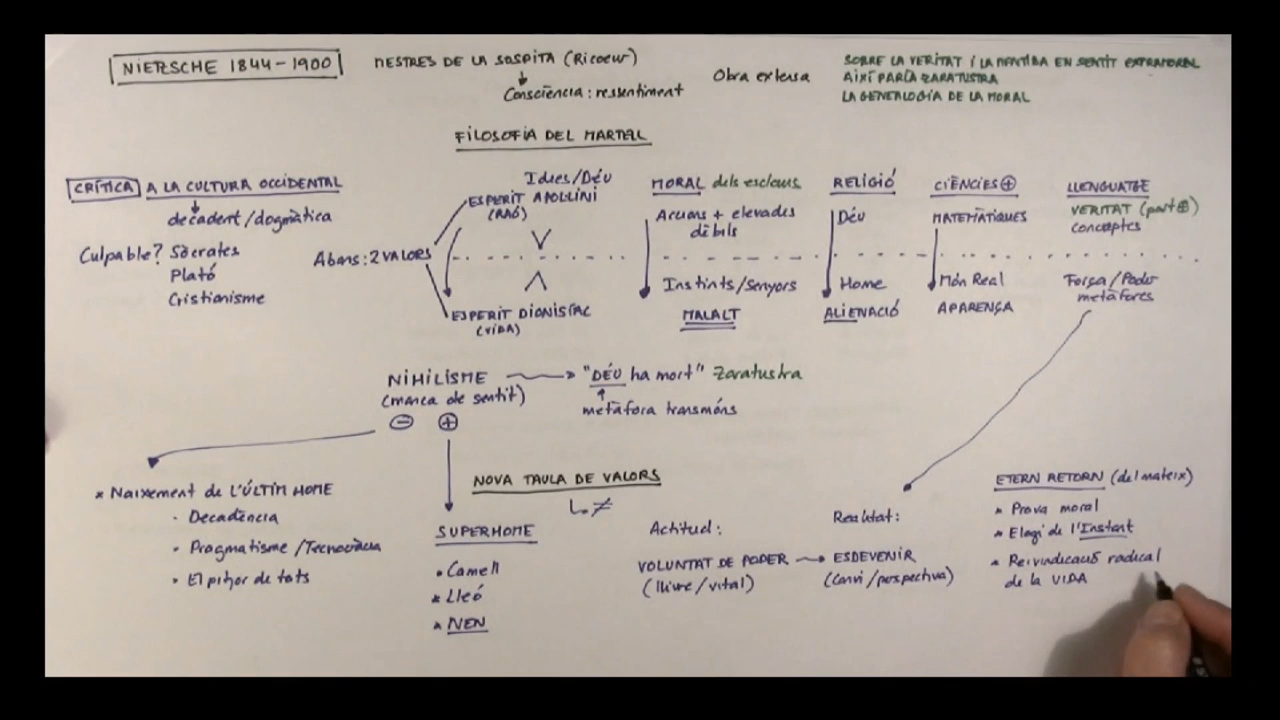 NIETZSCHE 1844-1900
MESTRES DE LA SOSPITA (Ricoeur)
Consciència: ressentiment
Obra extensa
SOBRE LA VERITAT i LA MENTIDA EN SENTIT EXTRAMORAL
AIXÍ PARLÀ ZARATUSTRA
LA GENEALOGIA DE LA MORAL
FILOSOFÍA DEL MARTELL
CRÍTICA A LA CULTURA OCCIDENTAL
decadent/dogmàtica
Culpable? Sòcrates
Plató
Cristianisme
Abans: 2 VALORS
Idees/Déu
ESPERIT APOL·LINI
(RAÓ)
ESPERIT DIONISÍAC
(VIDA)
MORAL dels esclaus
Accions + elevades
dèbils
Instints/Senyors
MALALT
RELIGIÓ
Déu
Home
ALIENACIÓ
CIÈNCIES ⊕
MATEMÀTIQUES
Món Real
APARENÇA
LLENGUATGE
VERITAT (part ⊕)
conceptes
Força/Poder
metàfores
NIHILISME
(manca de sentit)
⊖ ⊕
"DÉU ha mort" Zaratustra
metàfora transmóns
* Naixement de L'ÚLTIM HOME
· Decadència
· Pragmatisme/Tecnocràcia
· El pitjor de tots
NOVA TAULA DE VALORS
≠
SUPERHOME
• Camell
* Lleó
* NEN
Actitud:
VOLUNTAT DE PODER
(lliure/vital)
Realitat:
ESDEVENIR
(canvi/perspectiva)
ETERN RETORN (del mateix)
* Prova moral
* Elogi de l'Instant
* Reivindicació radical
de la VIDA